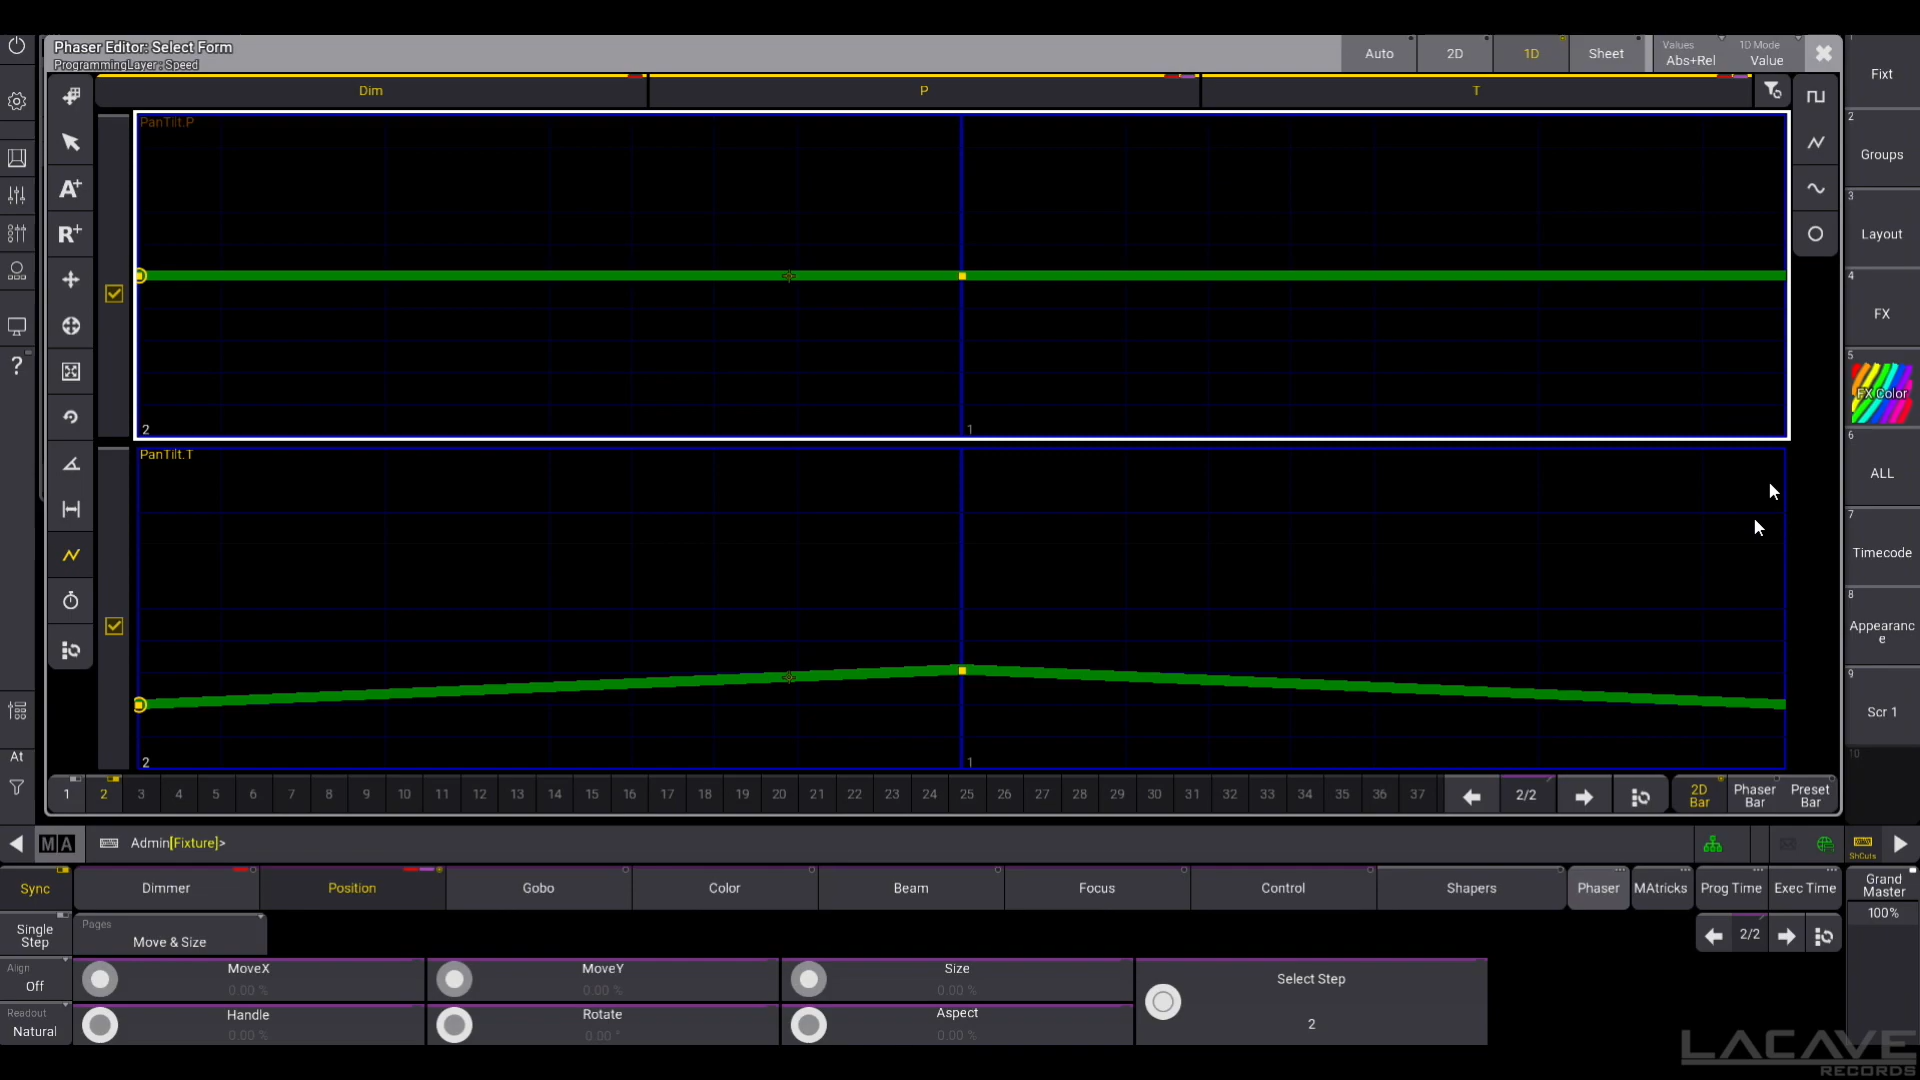 Phaser Editor: Select Form
ProgrammingLayer: Speed
Auto
2D
1D
Sheet
Values
Abs+Rel
1D Mode
Value
Dim
P
T
PanTilt.P
2
1
PanTilt.T
2
1
A+
R+
?
At
1 2 3 4 5 6 7 8 9 10 11 12 13 14 15 16 17 18 19 20 21 22 23 24 25 26 27 28 29 30 31 32 33 34 35 36 37
2/2
2D
Bar
Phaser
Bar
Preset
Bar
1
Fixt
2
Groups
3
Layout
4
FX
5
FX Color
6
ALL
7
Timecode
8
Appearanc
e
9
Scr 1
10
MA
Admin[Fixture]>
ShCuts
Sync
Dimmer
Position
Gobo
Color
Beam
Focus
Control
Shapers
Phaser
MAtricks
Prog Time
Exec Time
Grand
Master
100%
Single
Step
Pages
Move & Size
2/2
Align
Off
Readout
Natural
MoveX
0.00 %
MoveY
0.00 %
Size
0.00 %
Select Step
2
Handle
0.00 %
Rotate
0.00 °
Aspect
0.00 %
LACAVE
RECORDS